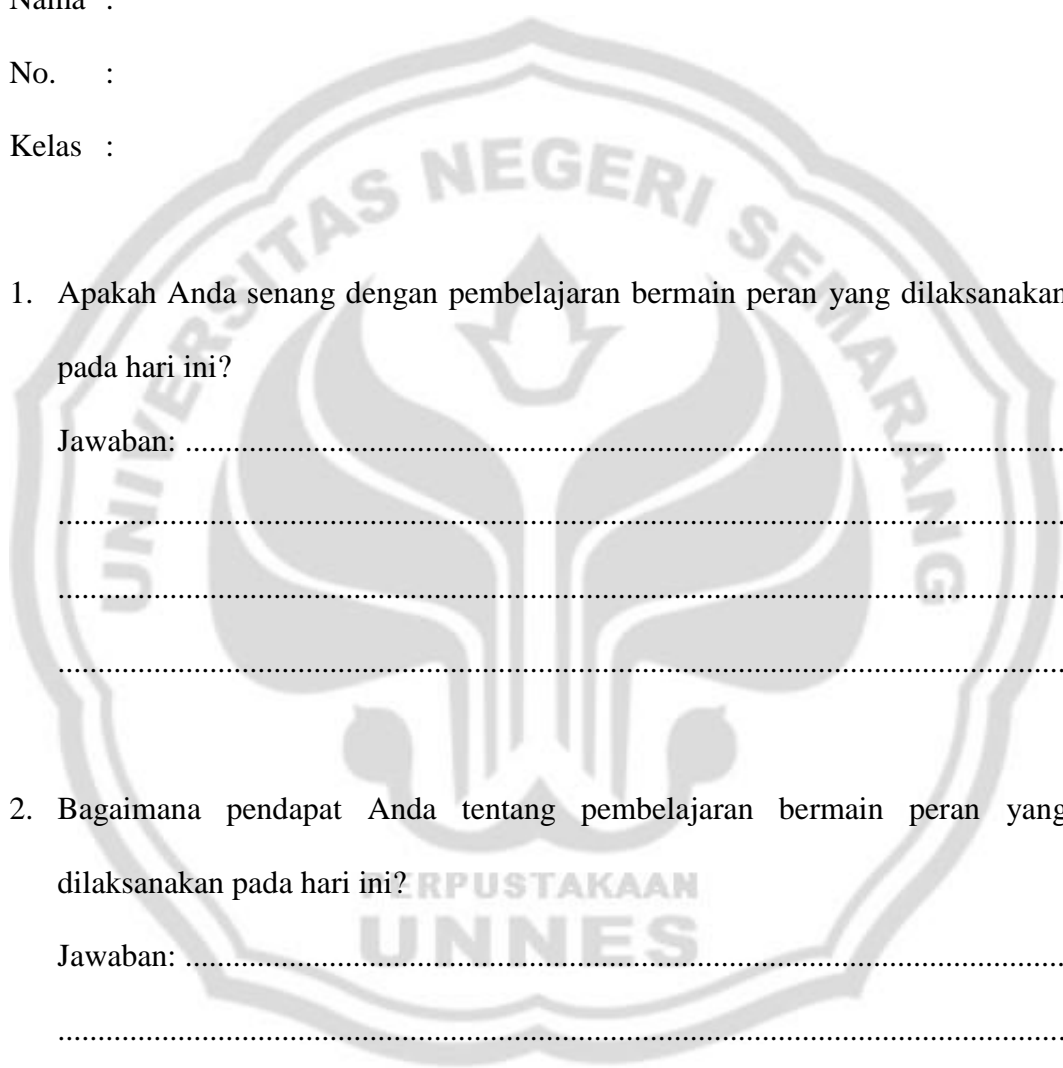 Nama :
No. :
Kelas :
UNIVERSITAS NEGERI SEMARANG
1. Apakah Anda senang dengan pembelajaran bermain peran yang dilaksanakan
pada hari ini?
Jawaban: ................................................................................................................
................................................................................................................................
................................................................................................................................
................................................................................................................................
2. Bagaimana pendapat Anda tentang pembelajaran bermain peran yang
dilaksanakan pada hari ini?
PERPUSTAKAAN
UNNES
Jawaban: ................................................................................................................
................................................................................................................................